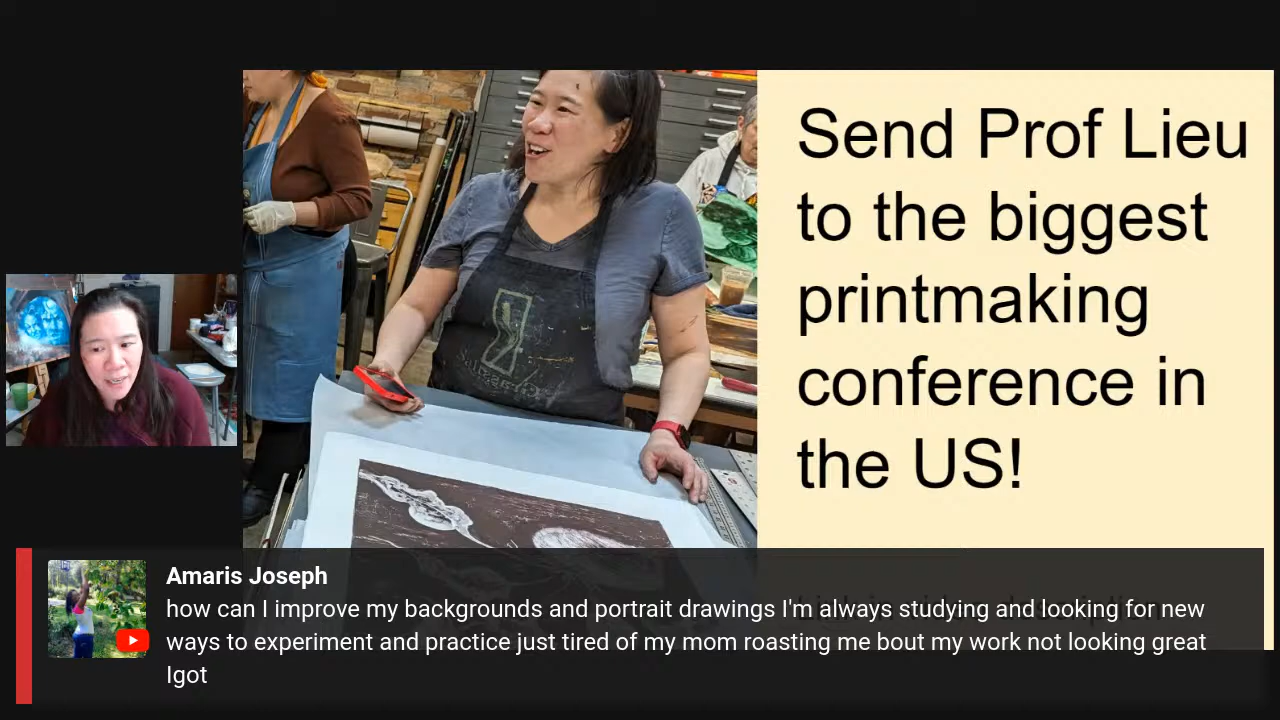 Send Prof Lieu
to the biggest
printmaking
conference in
the US!
Amaris Joseph
how can I improve my backgrounds and portrait drawings I'm always studying and looking for new
ways to experiment and practice just tired of my mom roasting me bout my work not looking great
Igot